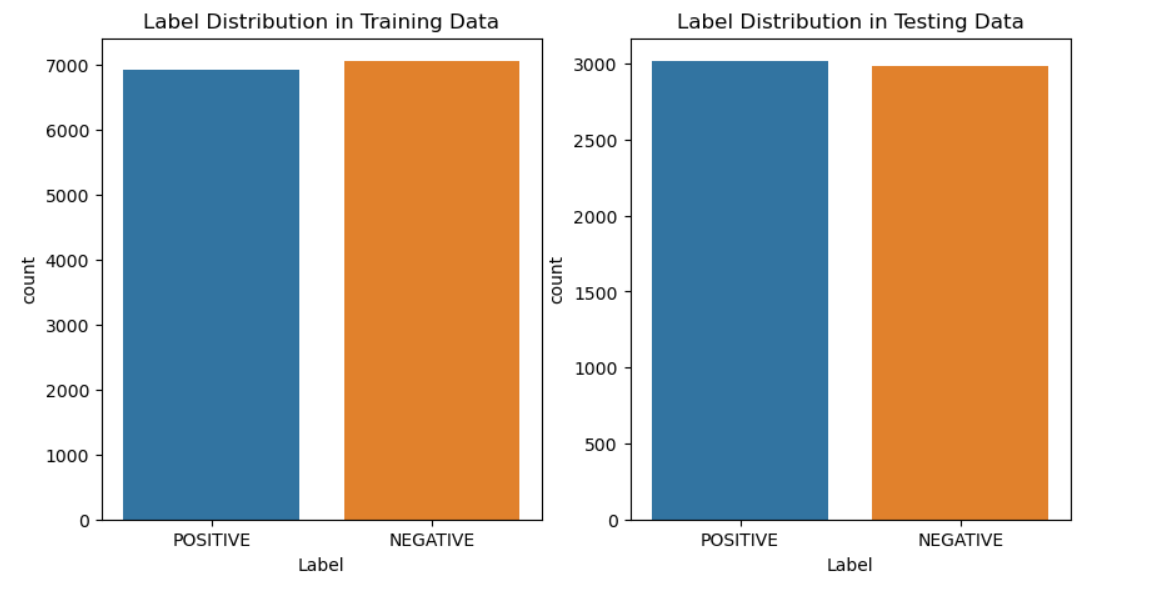 Label Distribution in Training Data
7000
6000
5000
4000
3000
2000
1000
0
count
POSITIVE NEGATIVE
Label
Label Distribution in Testing Data
3000
2500
2000
1500
1000
500
0
count
POSITIVE NEGATIVE
Label